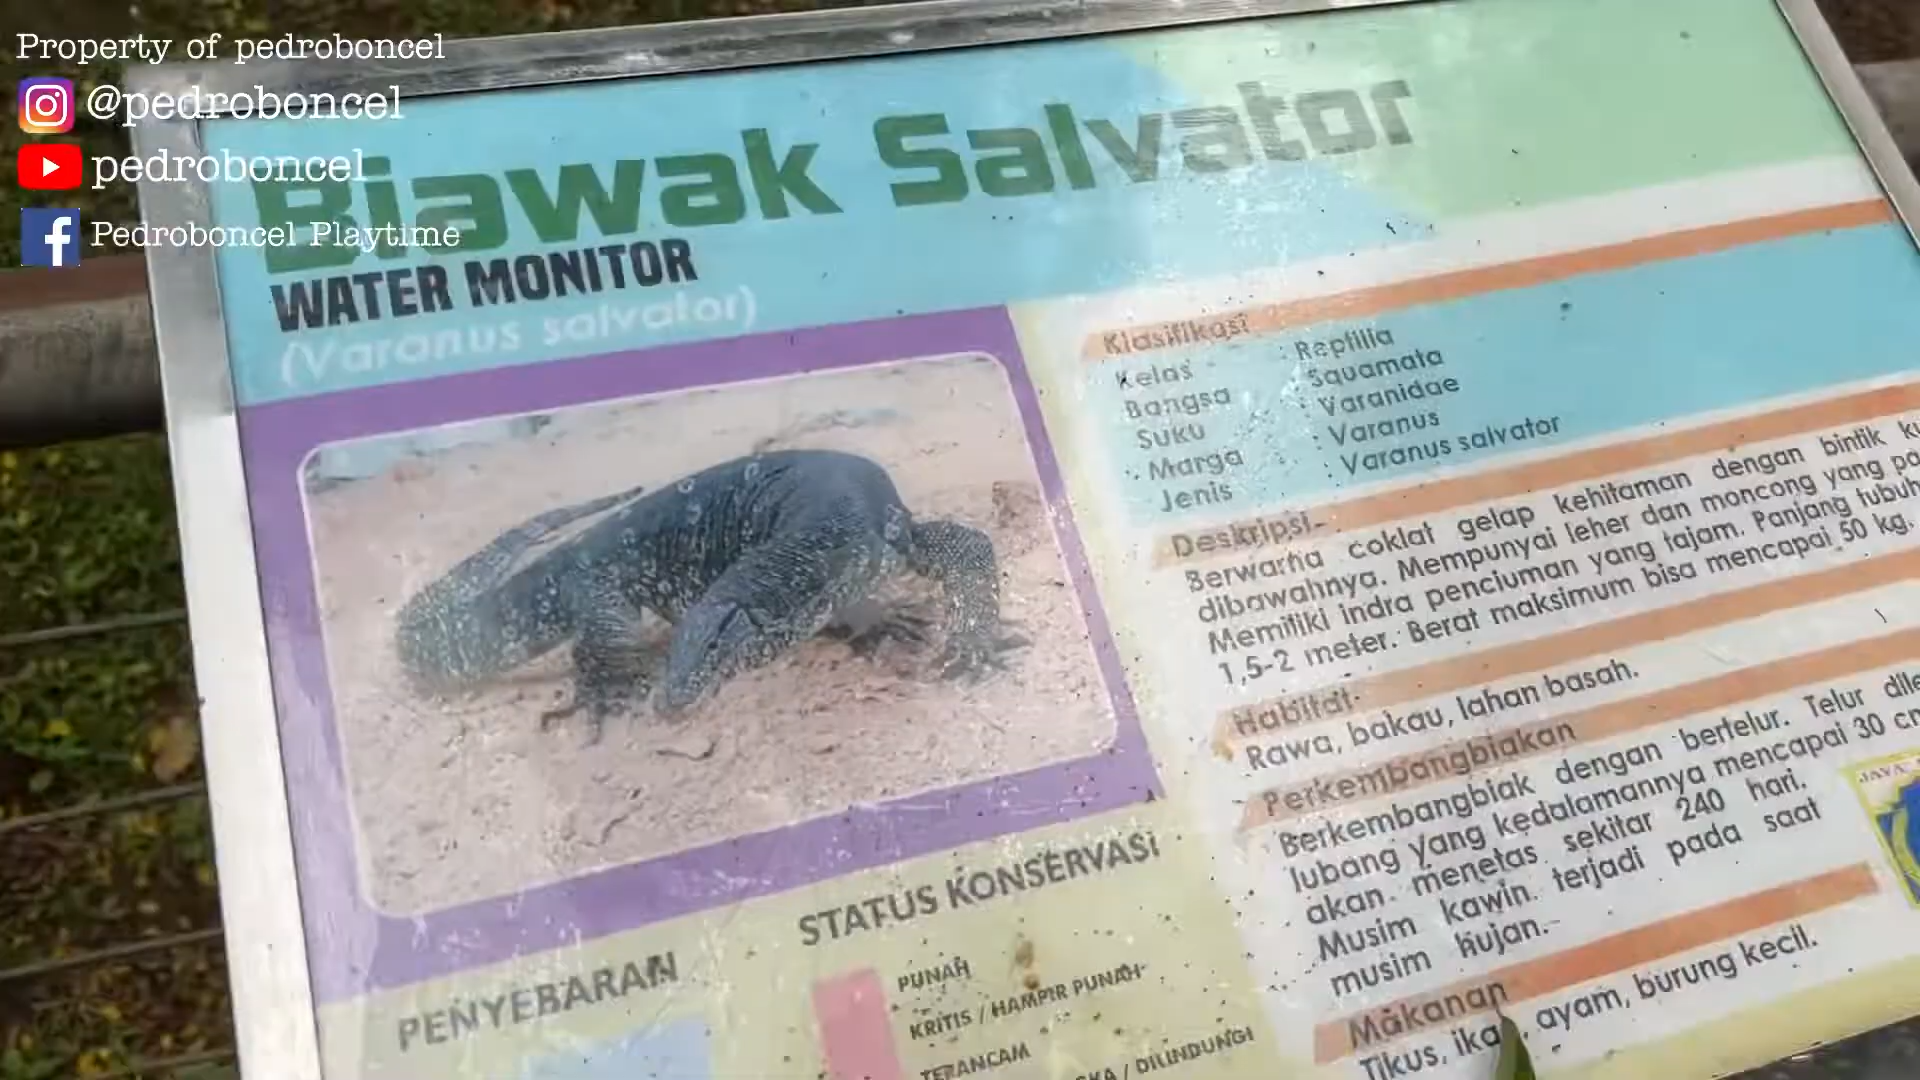 Property of pedroboncel
@pedroboncel
pedroboncel
Pedroboncel Playtime
Biawak Salvator
WATER MONITOR
(Varanus salvator)
Klasifikasi
Kelas : Reptilia
Bangsa : Squamata
Suku : Varanidae
Marga : Varanus
Jenis : Varanus salvator
Deskripsi
Berwarna coklat gelap kehitaman dengan bintik
dibawahnya. Mempunyai leher dan moncong yang
Memiliki indra penciuman yang tajam. Panjang tubuh
1,5-2 meter. Berat maksimum bisa mencapai 50 kg.
Habitat
Rawa, bakau, lahan basah.
Perkembangbiakan
Berkembangbiak dengan bertelur. Telur
lubang yang kedalamannya mencapai 30
akan menetas sekitar 240 hari.
Musim kawin terjadi pada saat
musim hujan.
Makanan
Tikus, , ayam, burung kecil.
STATUS KONSERVASI
PUNAH
KRITIS / HAMPIR PUNAH
TERANCAM
/ DILINDUNGI
PENYEBARAN